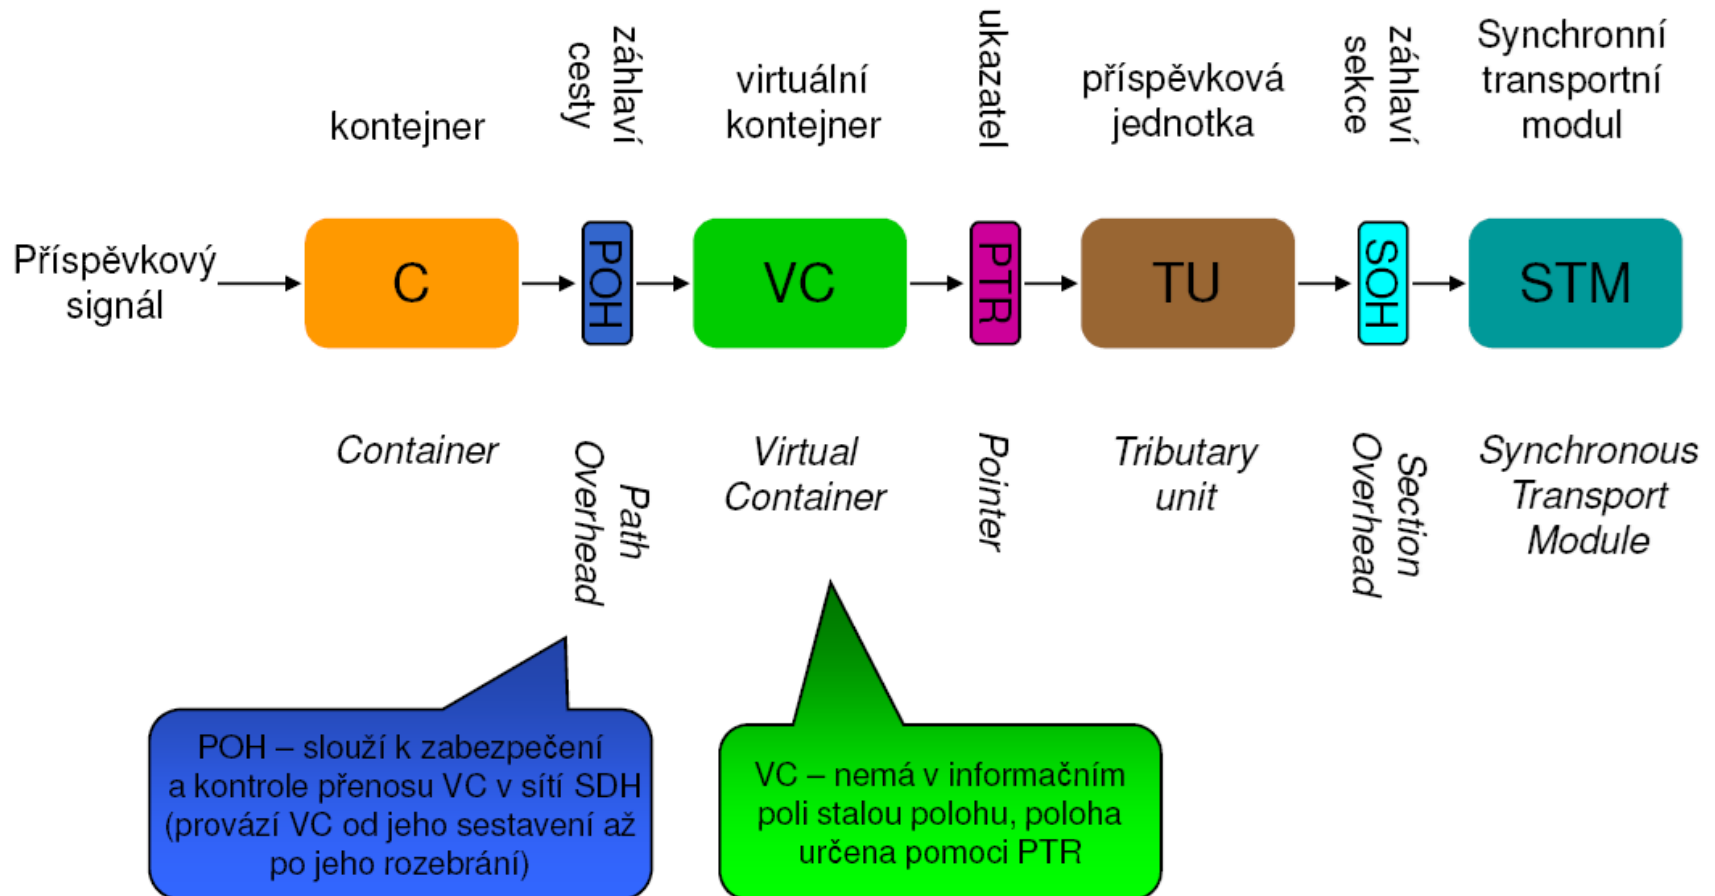 kontejner
záhlaví
cesty
virtuální
kontejner
ukazatel
příspěvková
jednotka
záhlaví
sekce
Synchronní
transportní
modul
Příspěvkový
signál
C
POH
VC
PTR
TU
SOH
STM
Container
Path
Overhead
Virtual
Container
Pointer
Tributary
unit
Section
Overhead
Synchronous
Transport
Module
POH – slouží k zabezpečení
a kontrole přenosu VC v sítí SDH
(provází VC od jeho sestavení až
po jeho rozebrání)
VC – nemá v informačním
poli stalou polohu, poloha
určena pomoci PTR